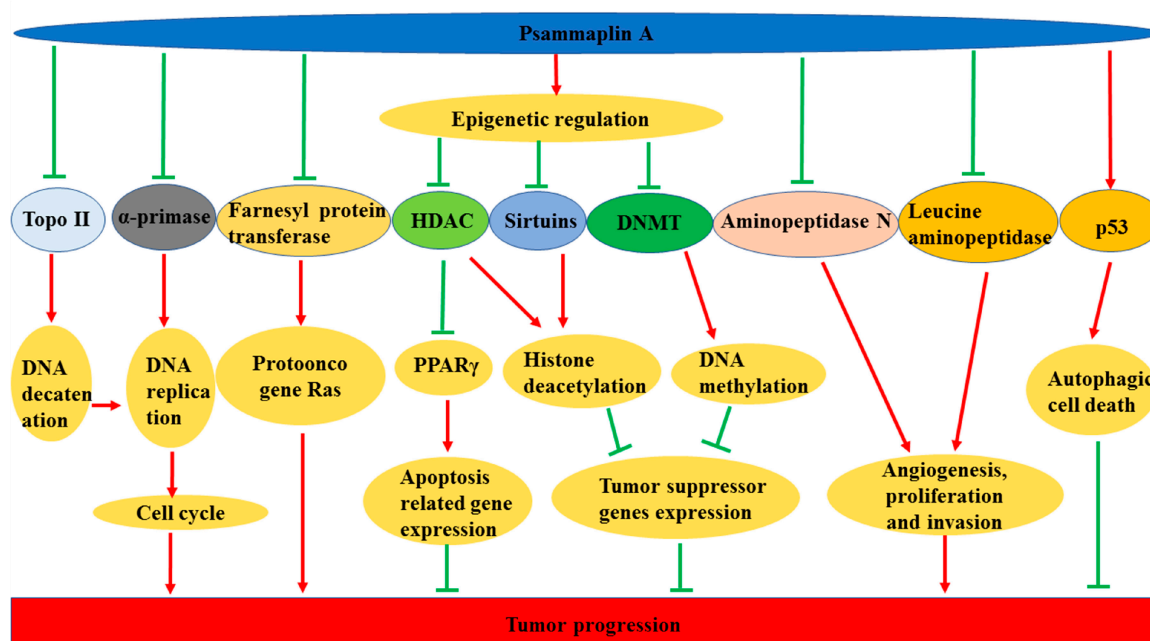 Psammaplin A
Epigenetic regulation
Topo II
α-primase
Farnesyl protein
transferase
HDAC
Sirtuins
DNMT
Aminopeptidase N
Leucine
aminopeptidase
p53
DNA
decaten
ation
DNA
replica
tion
Protoonco
gene Ras
PPARγ
Histone
deacetylation
DNA
methylation
Autophagic
cell death
Cell cycle
Apoptosis
related gene
expression
Tumor suppressor
genes expression
Angiogenesis,
proliferation
and invasion
Tumor progression